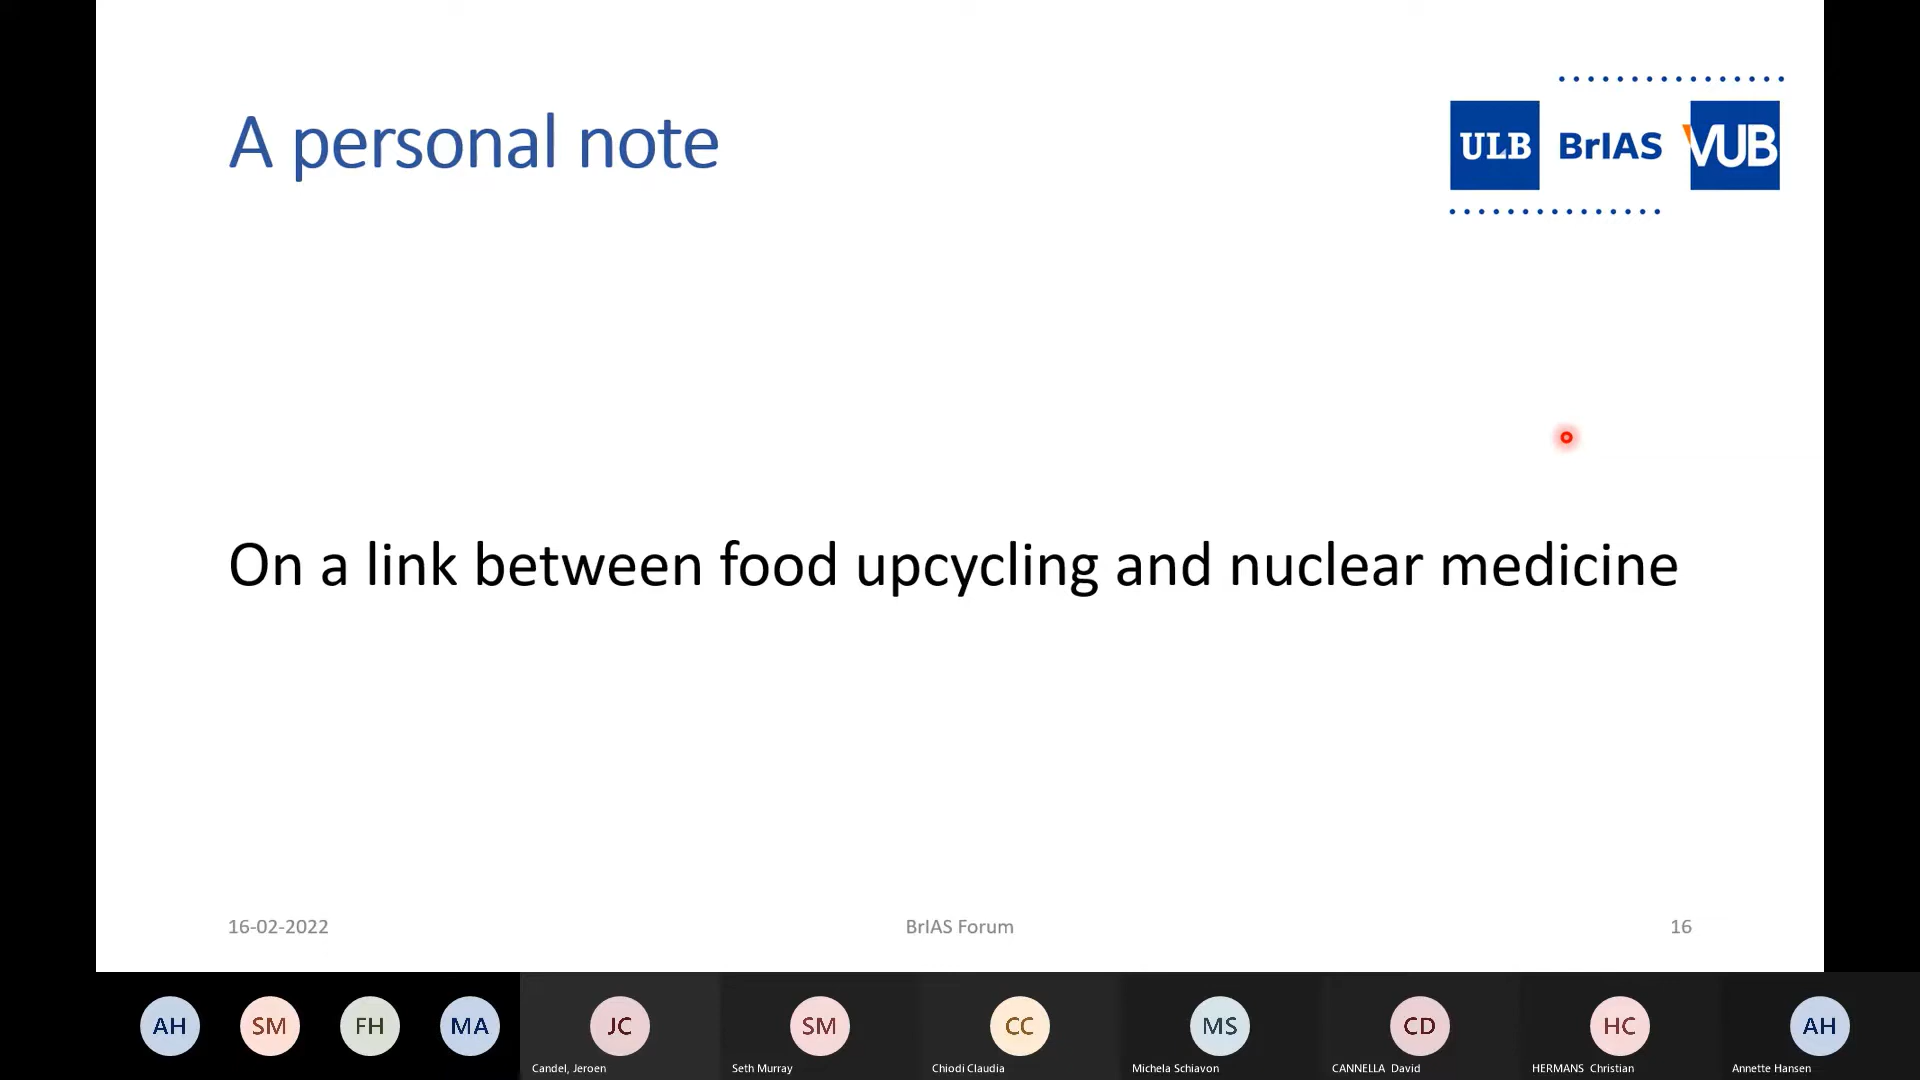 A personal note
ULB BrIAS VUB
On a link between food upcycling and nuclear medicine
16-02-2022 BrIAS Forum 16
AH SM FH MA JC SM CC MS CD HC AH
Candel, Jeroen Seth Murray Chiodi Claudia Michela Schiavon CANNELLA David HERMANS Christian Annette Hansen